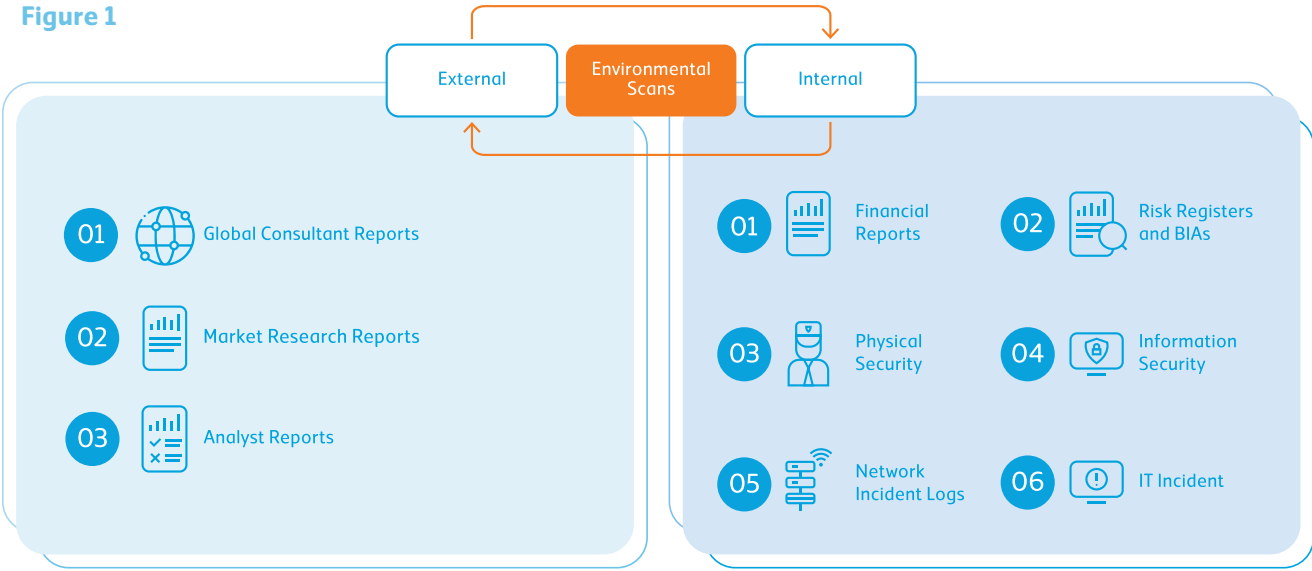 Figure 1
External
Environmental
Scans
Internal
01
Global Consultant Reports
02
Market Research Reports
03
Analyst Reports
01
Financial
Reports
02
Risk Registers
and BIAs
03
Physical
Security
04
Information
Security
05
Network
Incident Logs
06
IT Incident